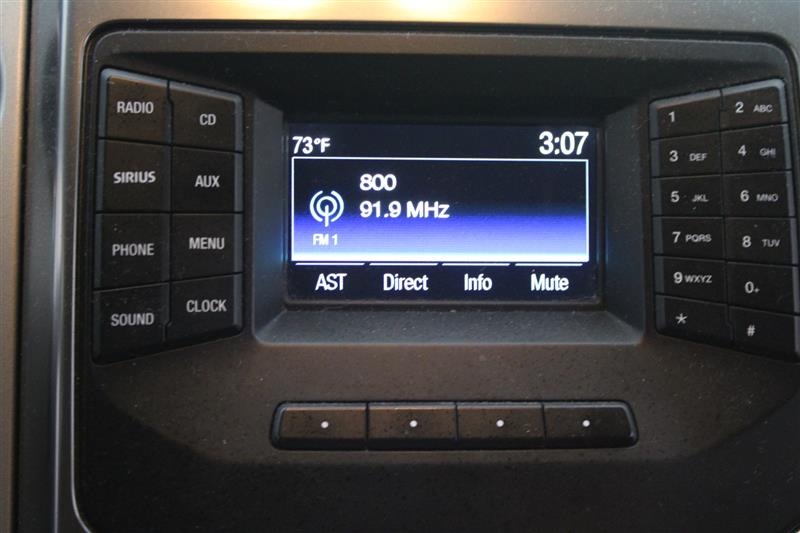 RADIO
CD
SIRIUS
AUX
PHONE
MENU
SOUND
CLOCK
73°F
3:07
800
91.9 MHz
FM 1
AST Direct Info Mute
1
2 ABC
3 DEF
4 GHI
5 JKL
6 MNO
7 PQRS
8 TUV
9 WXYZ
0+
*
#